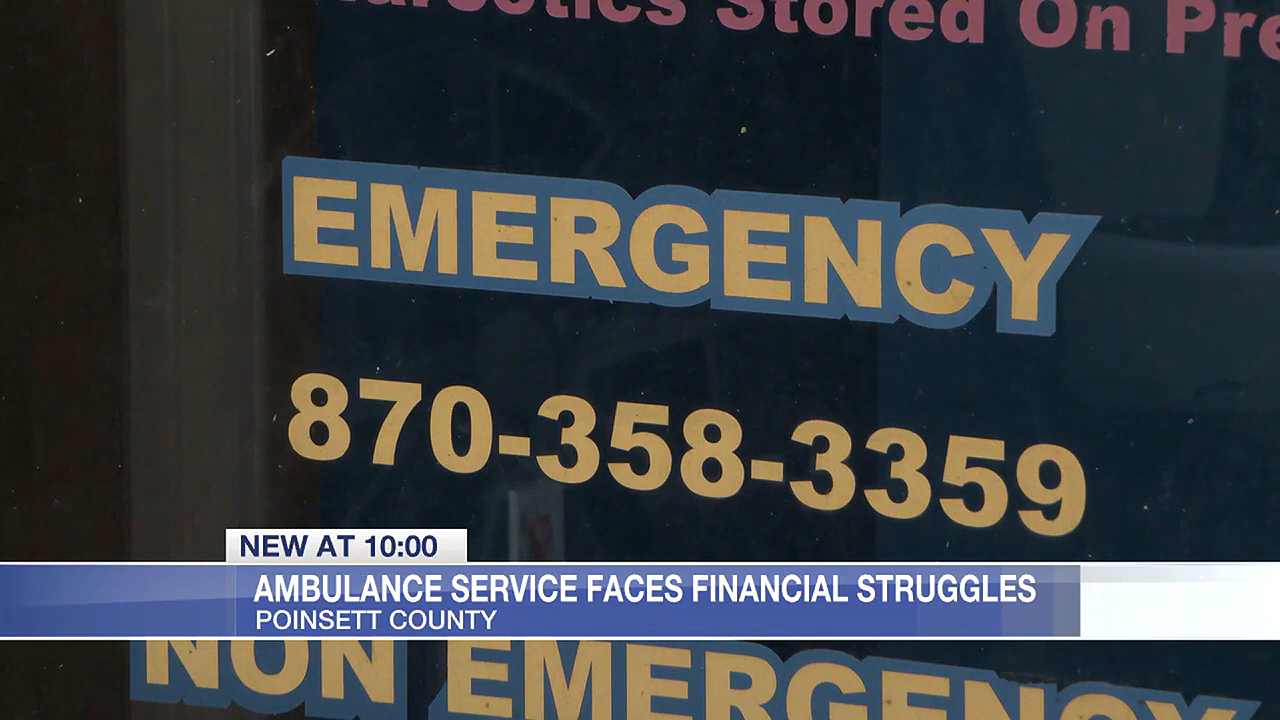 Stored On
EMERGENCY
870-358-3359
NEW AT 10:00
AMBULANCE SERVICE FACES FINANCIAL STRUGGLES
POINSETT COUNTY
NON EMERGENCY